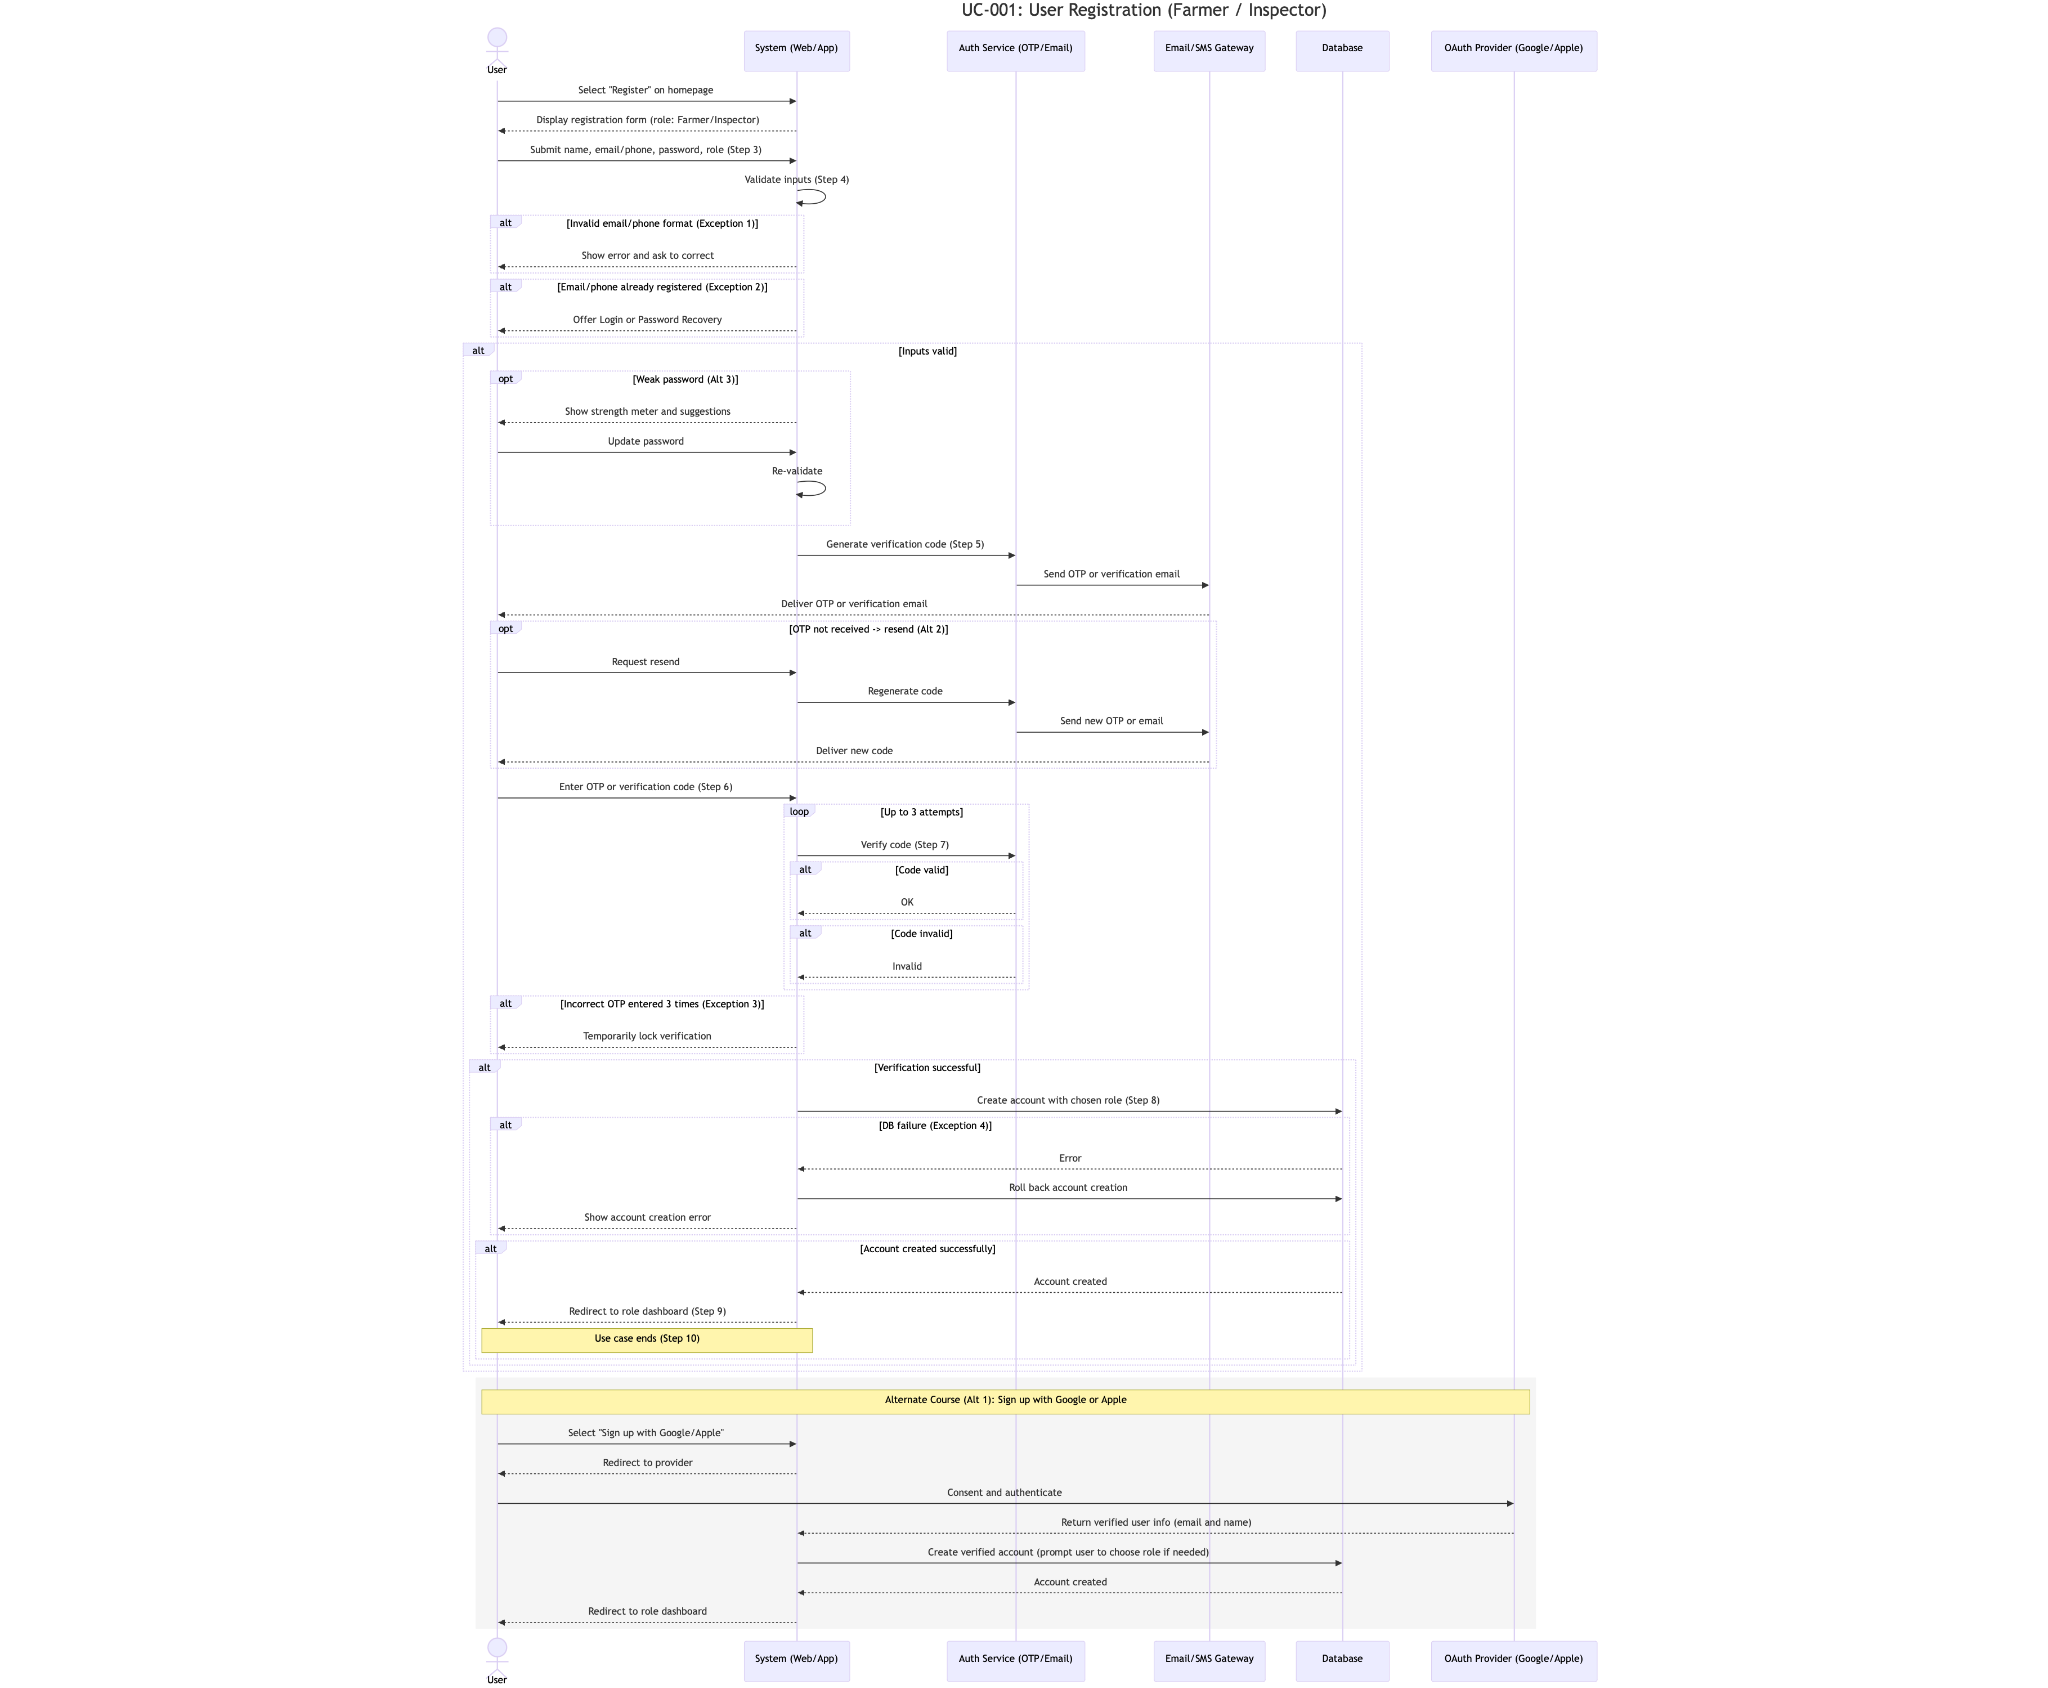 UC-001: User Registration (Farmer / Inspector)
User
System (Web/App)
Auth Service (OTP/Email)
Email/SMS Gateway
Database
OAuth Provider (Google/Apple)
Select "Register" on homepage
Display registration form (role: Farmer/Inspector)
Submit name, email/phone, password, role (Step 3)
Validate inputs (Step 4)
alt
[Invalid email/phone format (Exception 1)]
Show error and ask to correct
alt
[Email/phone already registered (Exception 2)]
Offer Login or Password Recovery
alt
[Inputs valid]
opt
[Weak password (Alt 3)]
Show strength meter and suggestions
Update password
Re-validate
Generate verification code (Step 5)
Send OTP or verification email
Deliver OTP or verification email
opt
[OTP not received -> resend (Alt 2)]
Request resend
Regenerate code
Send new OTP or email
Deliver new code
Enter OTP or verification code (Step 6)
loop
[Up to 3 attempts]
Verify code (Step 7)
alt
[Code valid]
OK
alt
[Code invalid]
Invalid
alt
[Incorrect OTP entered 3 times (Exception 3)]
Temporarily lock verification
alt
[Verification successful]
Create account with chosen role (Step 8)
alt
[DB failure (Exception 4)]
Error
Roll back account creation
Show account creation error
alt
[Account created successfully]
Account created
Redirect to role dashboard (Step 9)
Use case ends (Step 10)
Alternate Course (Alt 1): Sign up with Google or Apple
Select "Sign up with Google/Apple"
Redirect to provider
Consent and authenticate
Return verified user info (email and name)
Create verified account (prompt user to choose role if needed)
Account created
Redirect to role dashboard
User
System (Web/App)
Auth Service (OTP/Email)
Email/SMS Gateway
Database
OAuth Provider (Google/Apple)